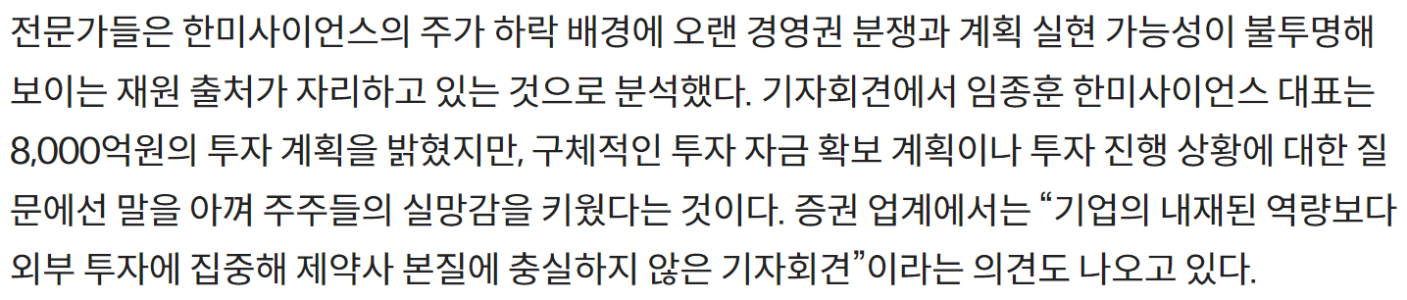 전문가들은 한미사이언스의 주가 하락 배경에 오랜 경영권 분쟁과 계획 실현 가능성이 불투명해
보이는 재원 출처가 자리하고 있는 것으로 분석했다. 기자회견에서 임종훈 한미사이언스 대표는
8,000억원의 투자 계획을 밝혔지만, 구체적인 투자 자금 확보 계획이나 투자 진행 상황에 대한 질
문에선 말을 아껴 주주들의 실망감을 키웠다는 것이다. 증권 업계에서는 “기업의 내재된 역량보다
외부 투자에 집중해 제약사 본질에 충실하지 않은 기자회견”이라는 의견도 나오고 있다.